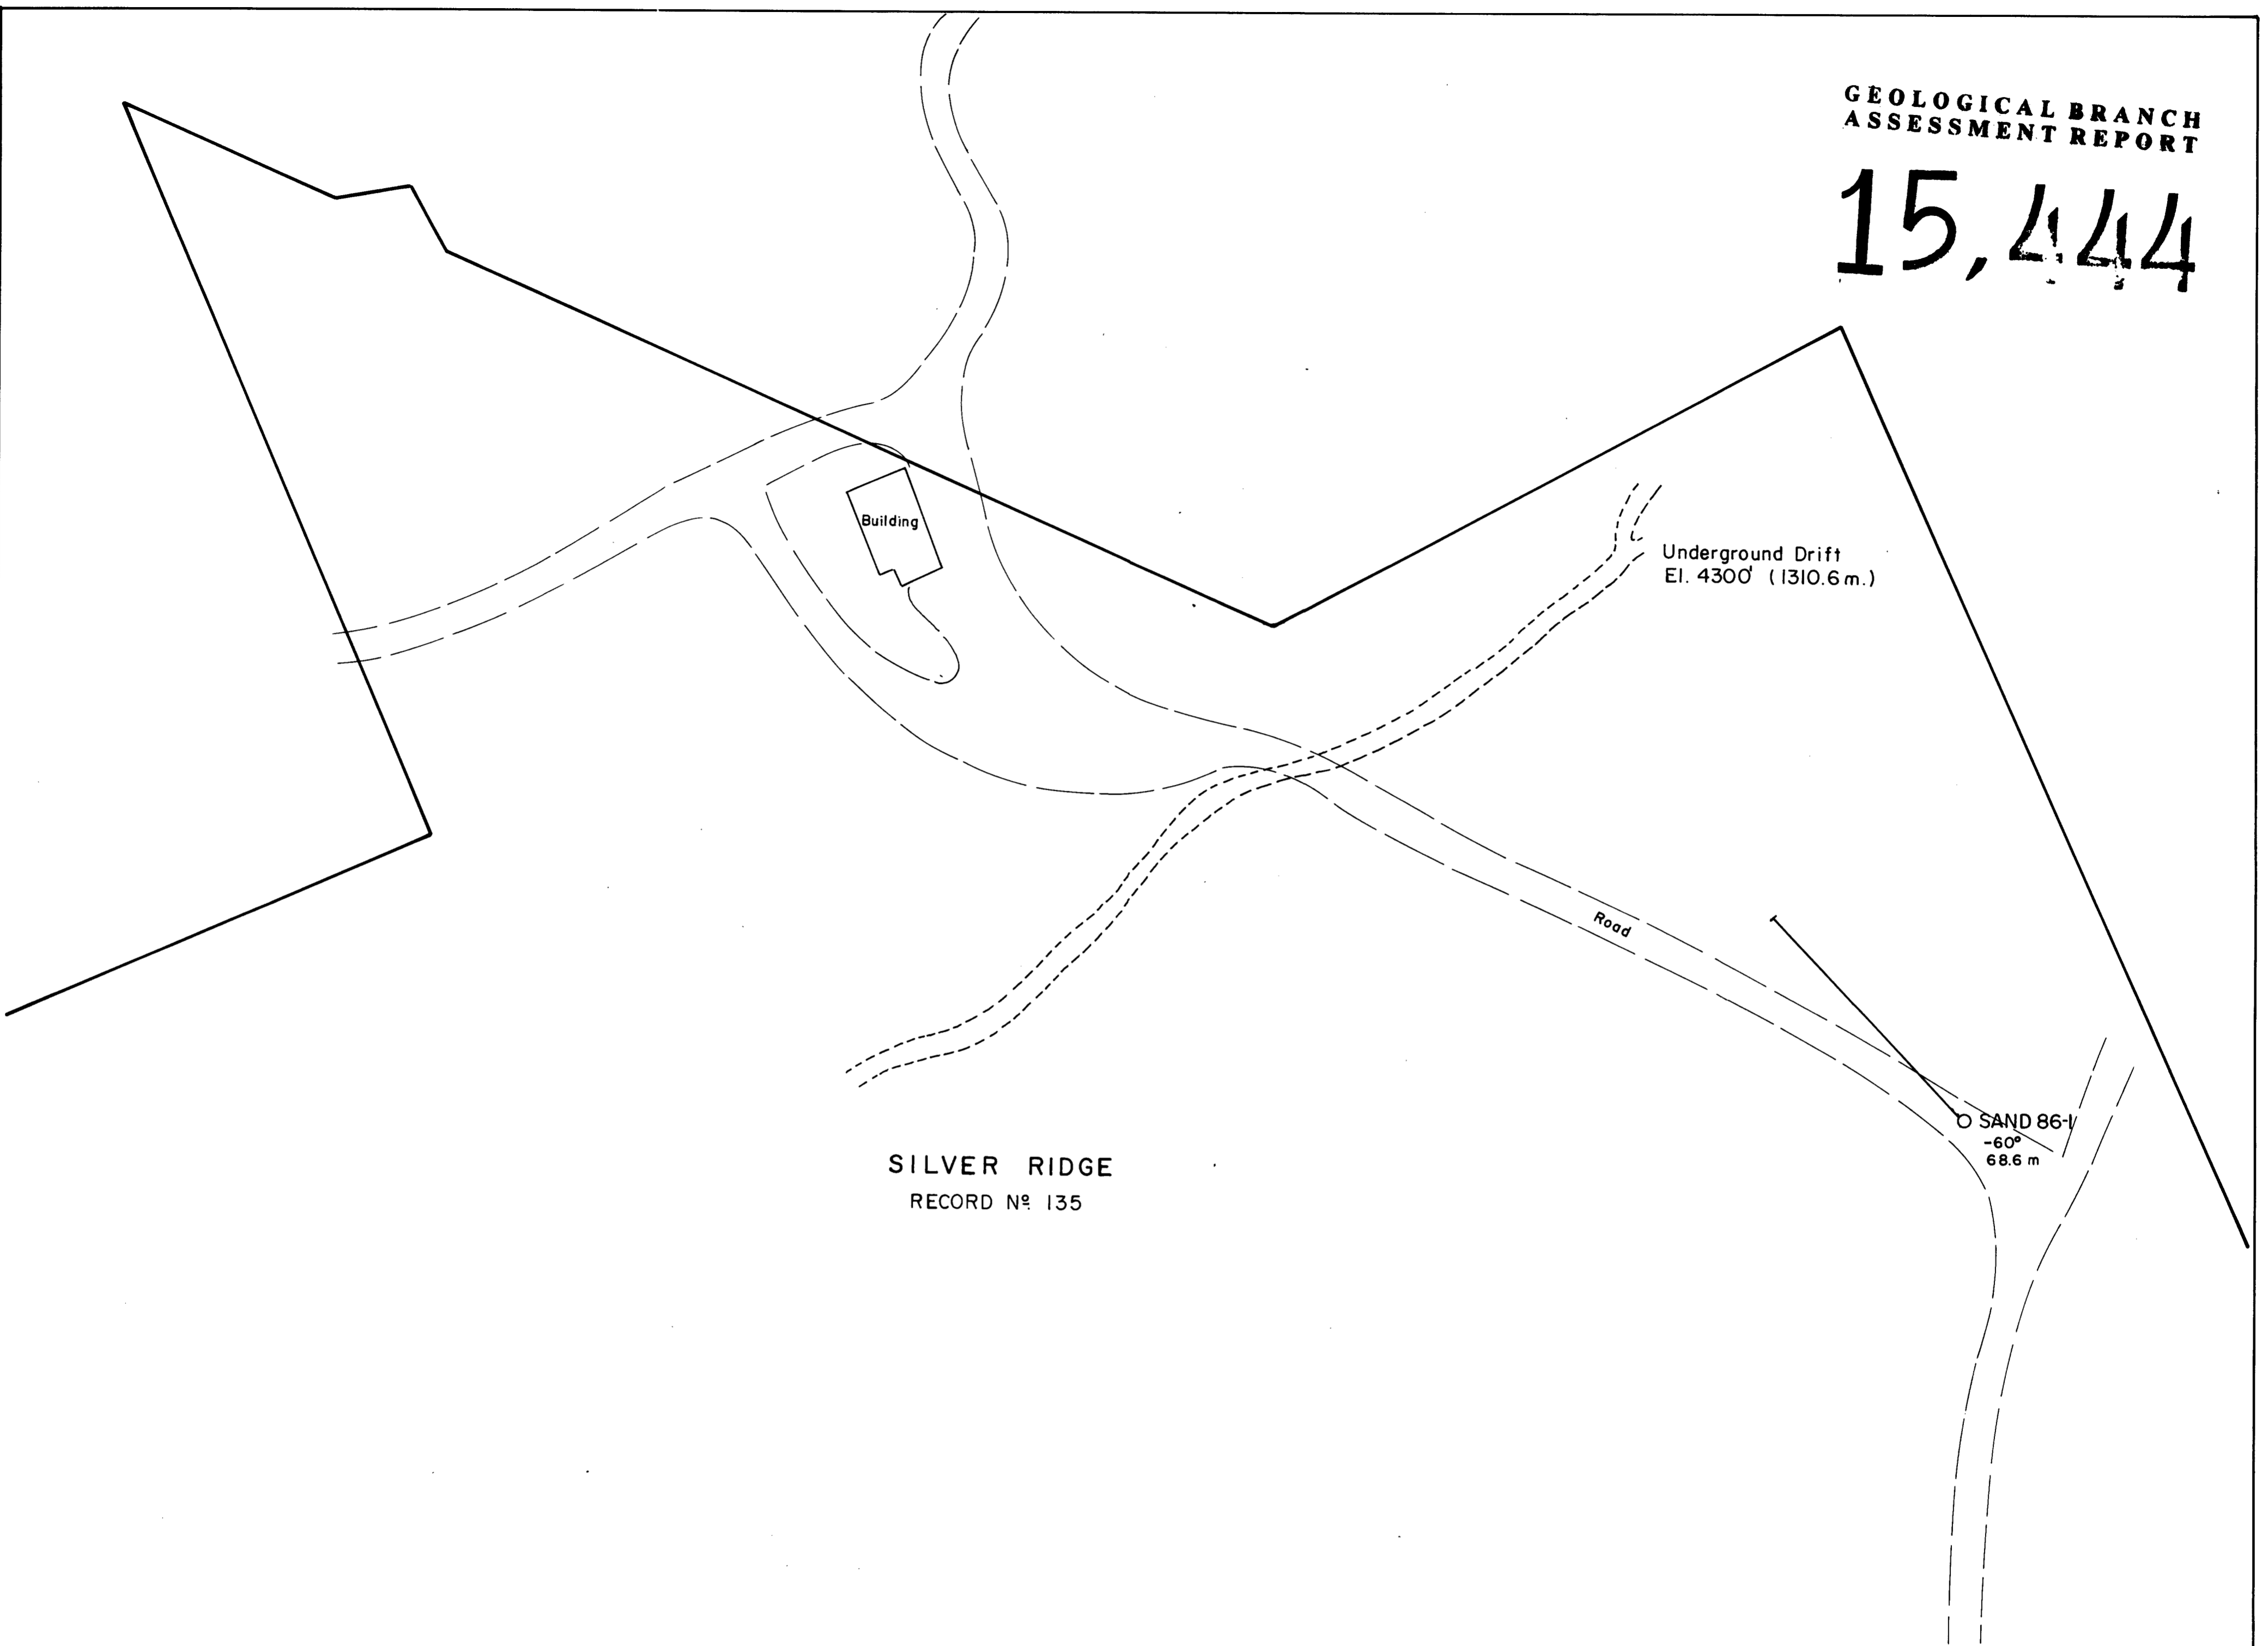 GEOLOGICAL BRANCH
ASSESSMENT REPORT
15,444
Building
Underground Drift
El. 4300' (1310.6 m.)
Road
SAND 86-1
-60°
68.6 m
SILVER RIDGE
RECORD Nº 135